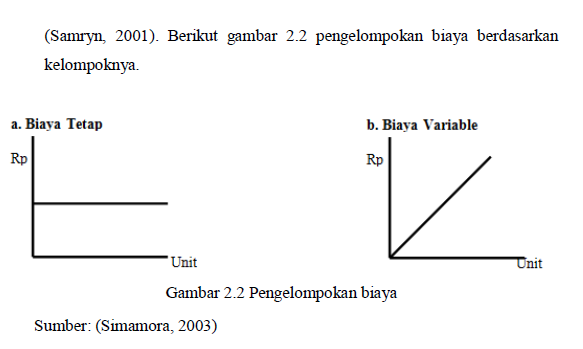 (Samryn, 2001). Berikut gambar 2.2 pengelompokan biaya berdasarkan
kelompoknya.
a. Biaya Tetap
b. Biaya Variable
Rp
Rp
Unit
Unit
Gambar 2.2 Pengelompokan biaya
Sumber: (Simamora, 2003)